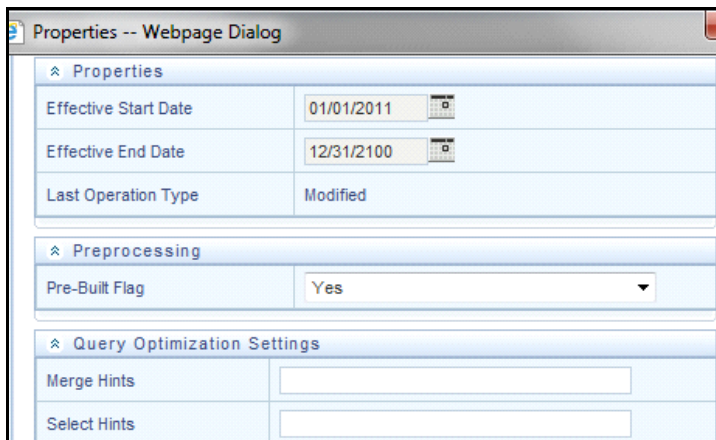 Properties -- Webpage Dialog
Properties
Effective Start Date 01/01/2011
Effective End Date 12/31/2100
Last Operation Type Modified
Preprocessing
Pre-Built Flag Yes
Query Optimization Settings
Merge Hints
Select Hints